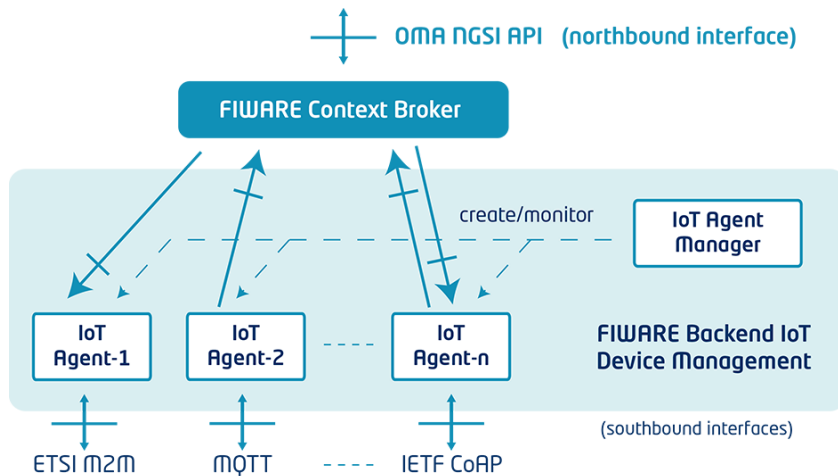 OMA NGSI API (northbound interface)
FIWARE Context Broker
create/monitor
IoT Agent
Manager
IoT
Agent-1
IoT
Agent-2
IoT
Agent-n
FIWARE Backend IoT
Device Management
(southbound interfaces)
ETSI M2M
MQTT
IETF CoAP